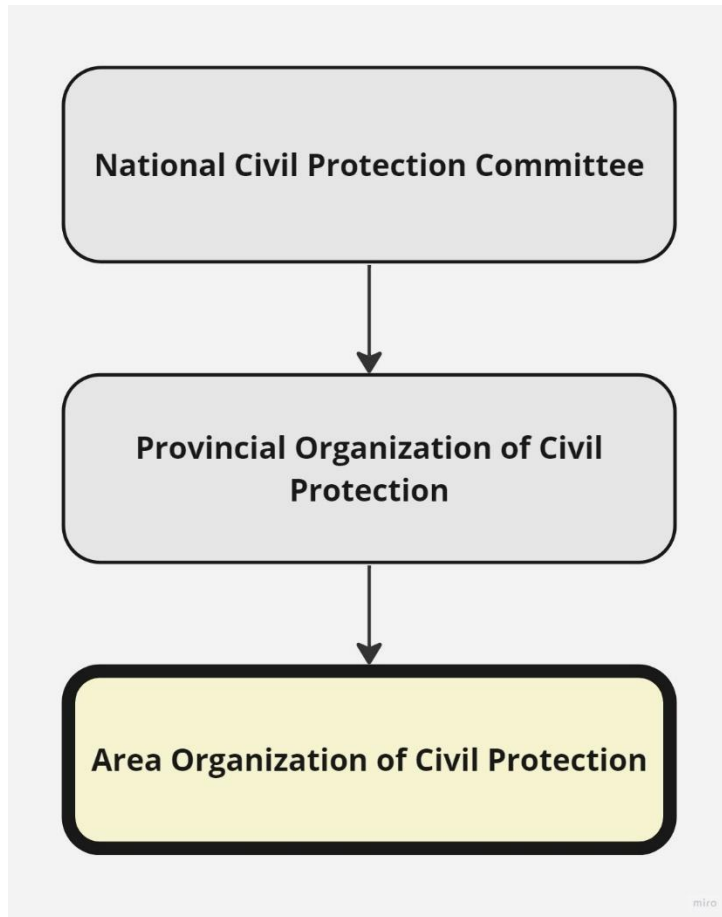 National Civil Protection Committee
Provincial Organization of Civil
Protection
Area Organization of Civil Protection
miro